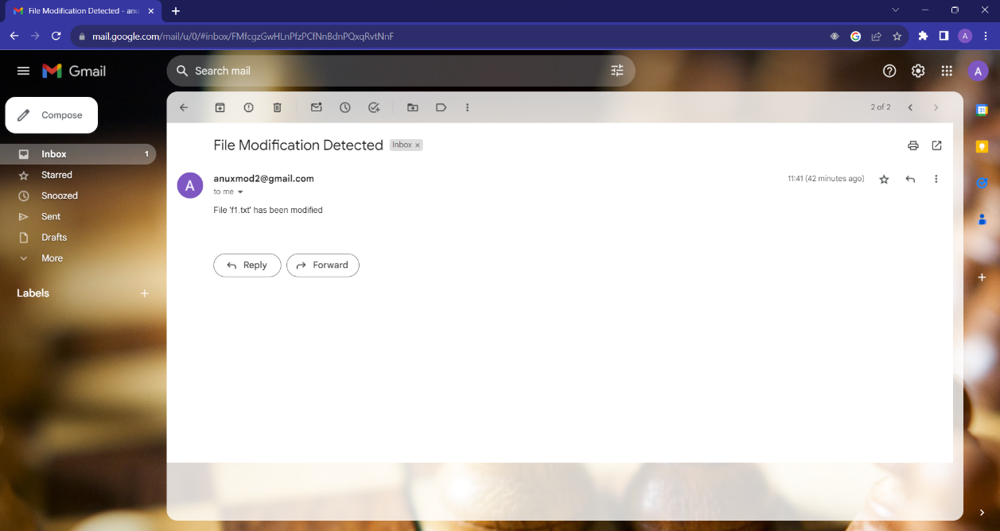 File Modification Detected - anu
mail.google.com/mail/u/0/#inbox/FMfcgzGwHLnPfzPCfNnBdnPQxqRvtNnF
A
Gmail
Search mail
A
Compose
2 of 2
31
Inbox 1
File Modification Detected Inbox x
Starred
anuxmod2@gmail.com 11:41 (42 minutes ago)
A
to me
Snoozed
File 'f1.txt' has been modified
Sent
Drafts
More
Reply Forward
Labels